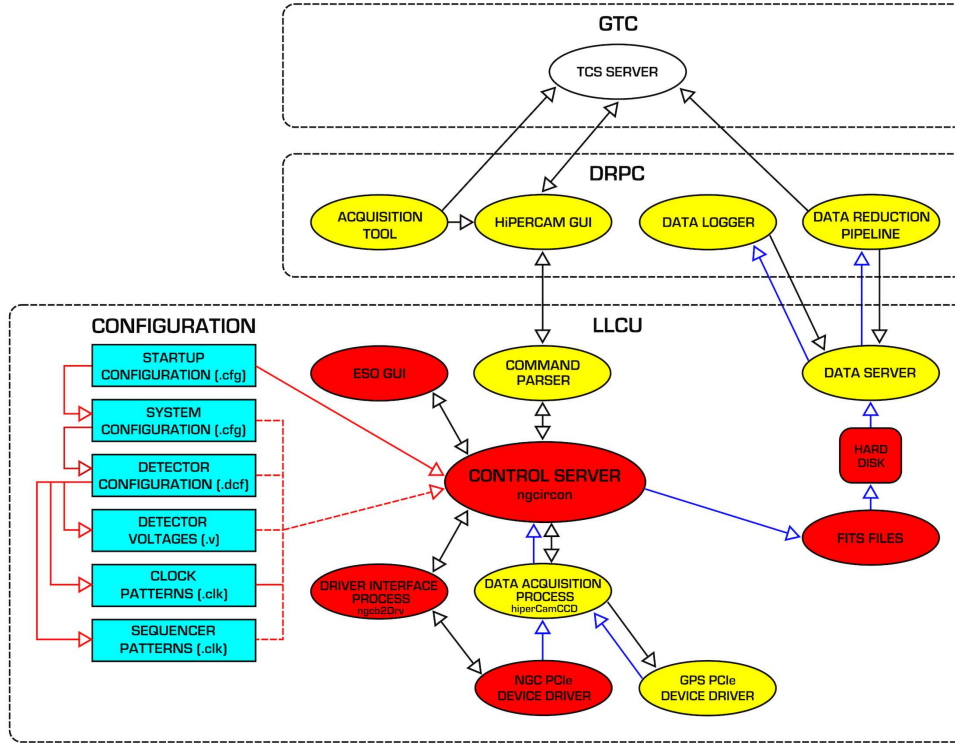 GTC
TCS SERVER
DRPC
ACQUISITION
TOOL
HiPERCAM GUI
DATA LOGGER
DATA REDUCTION
PIPELINE
CONFIGURATION
LLCU
STARTUP
CONFIGURATION (.cfg)
SYSTEM
CONFIGURATION (.cfg)
DETECTOR
CONFIGURATION (.dcf)
DETECTOR
VOLTAGES (.v)
CLOCK
PATTERNS (.clk)
SEQUENCER
PATTERNS (.clk)
ESO GUI
COMMAND
PARSER
DATA SERVER
CONTROL SERVER
ngcircon
HARD
DISK
FITS FILES
DRIVER INTERFACE
PROCESS
ngcb2Drv
DATA ACQUISITION
PROCESS
hiperCamCCD
NGC PCIe
DEVICE DRIVER
GPS PCIe
DEVICE DRIVER